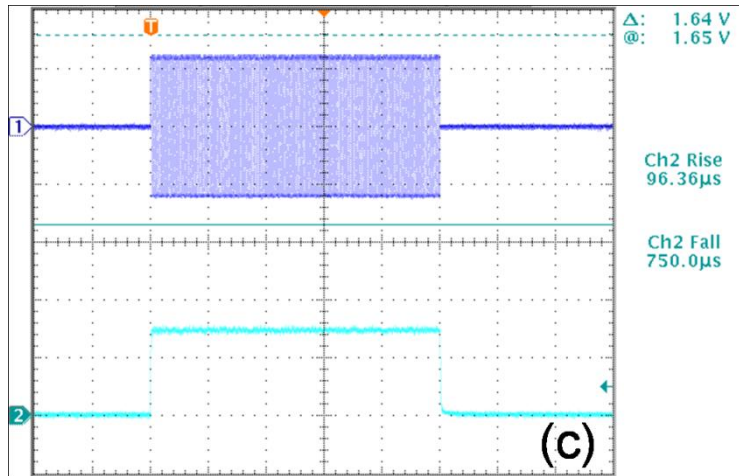 T
Δ: 1.64 V
@: 1.65 V
1
Ch2 Rise
96.36µs
Ch2 Fall
750.0µs
2
(c)